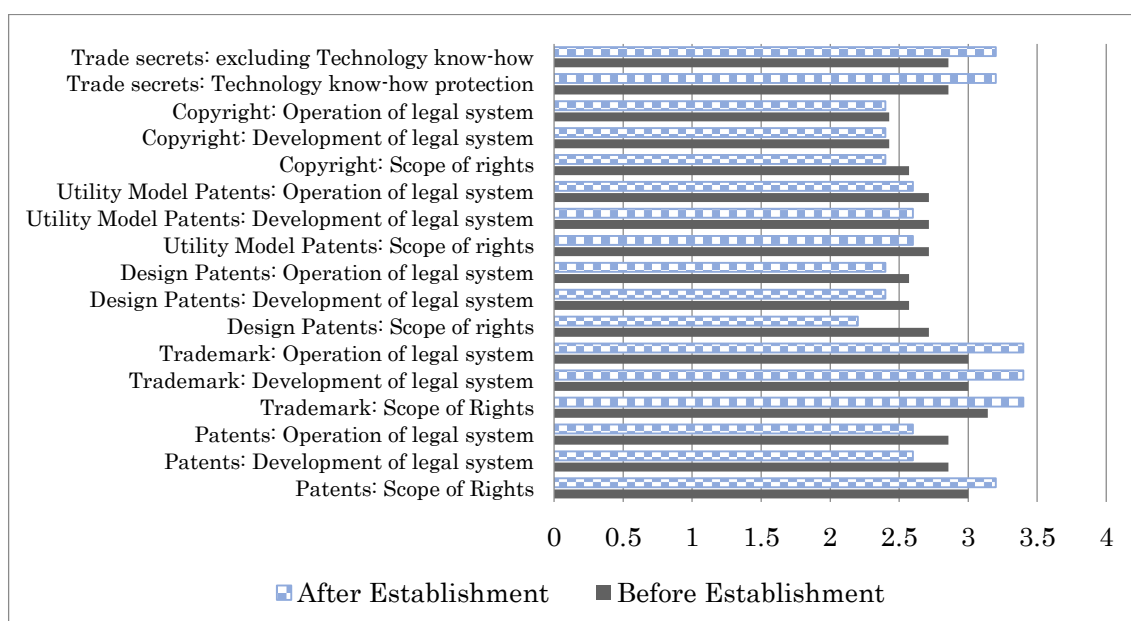 Trade secrets: excluding Technology know-how
Trade secrets: Technology know-how protection
Copyright: Operation of legal system
Copyright: Development of legal system
Copyright: Scope of rights
Utility Model Patents: Operation of legal system
Utility Model Patents: Development of legal system
Utility Model Patents: Scope of rights
Design Patents: Operation of legal system
Design Patents: Development of legal system
Design Patents: Scope of rights
Trademark: Operation of legal system
Trademark: Development of legal system
Trademark: Scope of Rights
Patents: Operation of legal system
Patents: Development of legal system
Patents: Scope of Rights
0 0.5 1 1.5 2 2.5 3 3.5 4
After Establishment Before Establishment